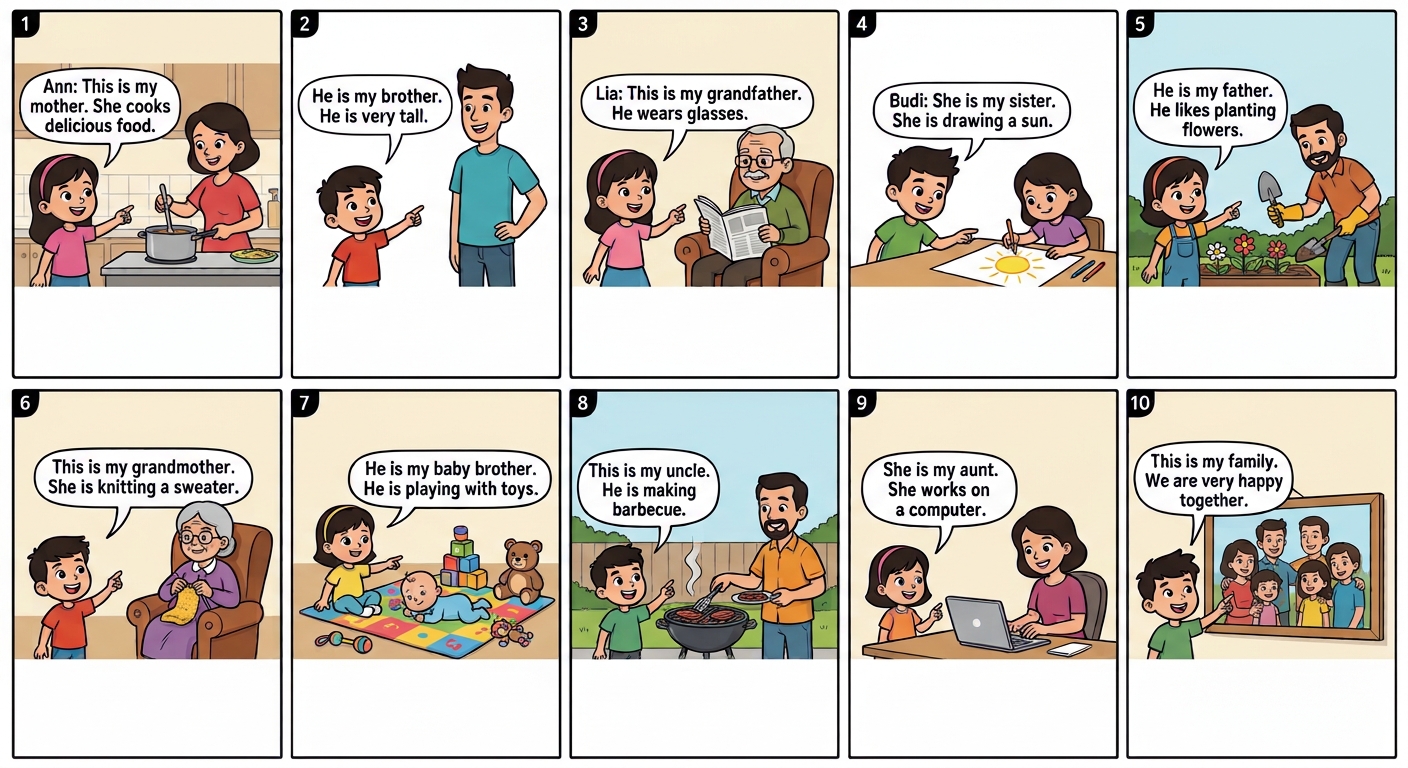 1
Ann: This is my
mother. She cooks
delicious food.
2
He is my brother.
He is very tall.
3
Lia: This is my grandfather.
He wears glasses.
4
Budi: She is my sister.
She is drawing a sun.
5
He is my father.
He likes planting
flowers.
6
This is my grandmother.
She is knitting a sweater.
7
He is my baby brother.
He is playing with toys.
8
This is my uncle.
He is making
barbecue.
9
She is my aunt.
She works on
a computer.
10
This is my family.
We are very happy
together.